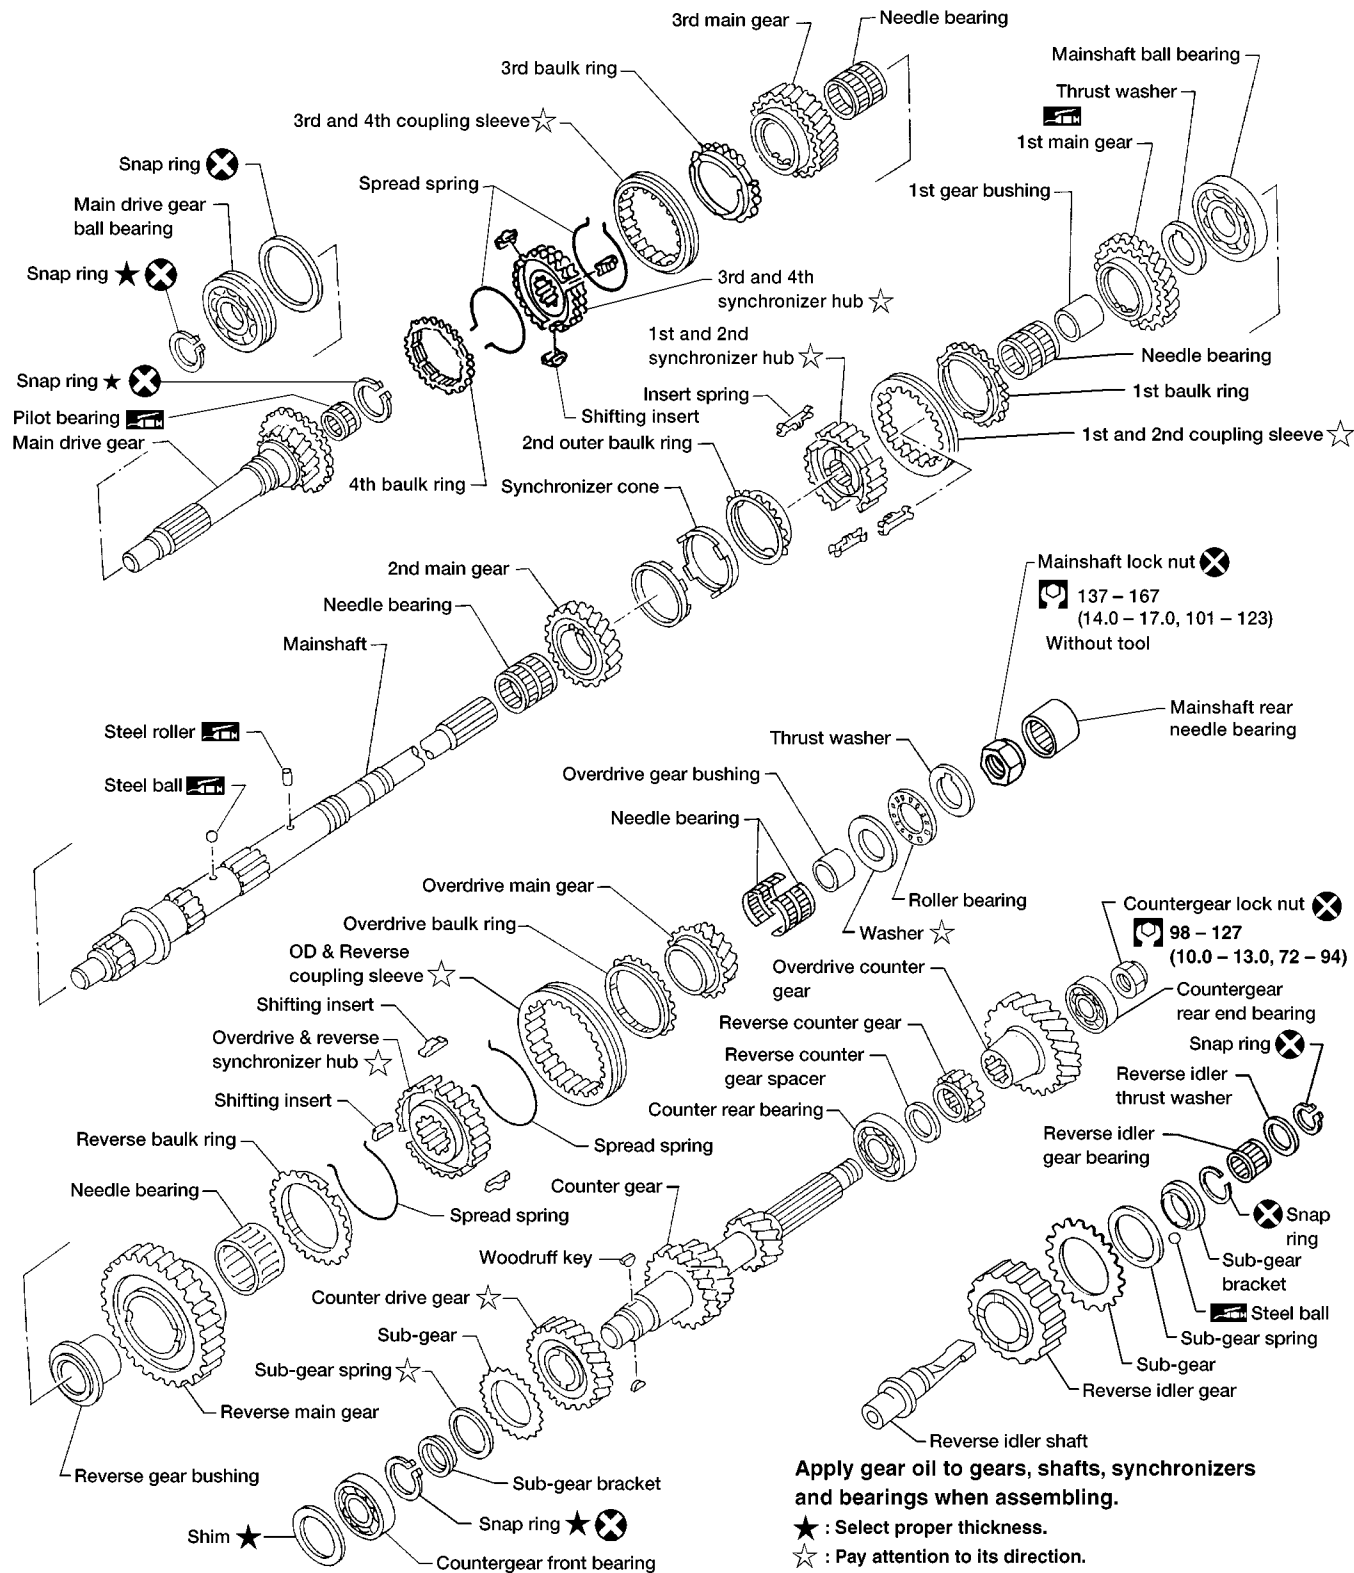 3rd main gear
Needle bearing
3rd baulk ring
Mainshaft ball bearing
Thrust washer
3rd and 4th coupling sleeve ☆
1st main gear
Snap ring
Spread spring
1st gear bushing
Main drive gear
ball bearing
Snap ring ★
3rd and 4th
synchronizer hub ☆
1st and 2nd
synchronizer hub ☆
Needle bearing
Snap ring ★
Insert spring
1st baulk ring
Pilot bearing
Shifting insert
Main drive gear
2nd outer baulk ring
1st and 2nd coupling sleeve ☆
4th baulk ring
Synchronizer cone
2nd main gear
Mainshaft lock nut
137 – 167
(14.0 – 17.0, 101 – 123)
Without tool
Needle bearing
Mainshaft
Mainshaft rear
needle bearing
Steel roller
Thrust washer
Steel ball
Overdrive gear bushing
Needle bearing
Overdrive main gear
Roller bearing
Countergear lock nut
98 – 127
(10.0 – 13.0, 72 – 94)
Overdrive baulk ring
Washer ☆
OD & Reverse
coupling sleeve ☆
Overdrive counter
gear
Countergear
rear end bearing
Shifting insert
Reverse counter gear
Overdrive & reverse
synchronizer hub ☆
Snap ring
Reverse counter
gear spacer
Reverse idler
thrust washer
Shifting insert
Counter rear bearing
Reverse baulk ring
Spread spring
Reverse idler
gear bearing
Needle bearing
Counter gear
Spread spring
Snap
ring
Woodruff key
Sub-gear
bracket
Counter drive gear ☆
Steel ball
Sub-gear
Sub-gear spring
Sub-gear spring ☆
Sub-gear
Reverse idler gear
Reverse main gear
Reverse idler shaft
Reverse gear bushing
Sub-gear bracket
Snap ring ★
Shim ★
Countergear front bearing
Apply gear oil to gears, shafts, synchronizers
and bearings when assembling.
★ : Select proper thickness.
☆ : Pay attention to its direction.